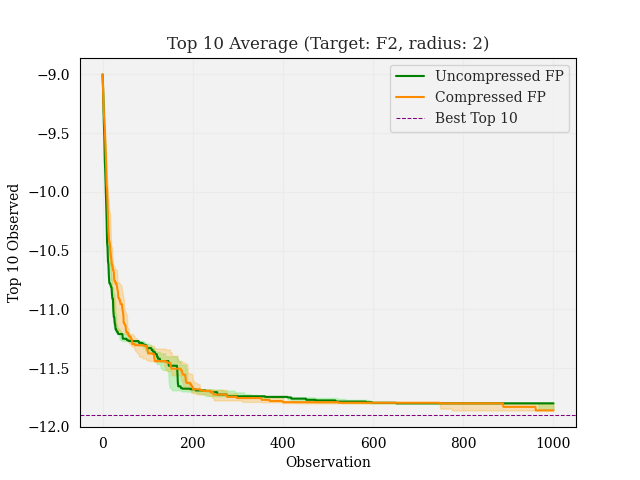 Top 10 Average (Target: F2, radius: 2)
Uncompressed FP
Compressed FP
Best Top 10
Top 10 Observed
−9.0
−9.5
−10.0
−10.5
−11.0
−11.5
−12.0
0 200 400 600 800 1000
Observation